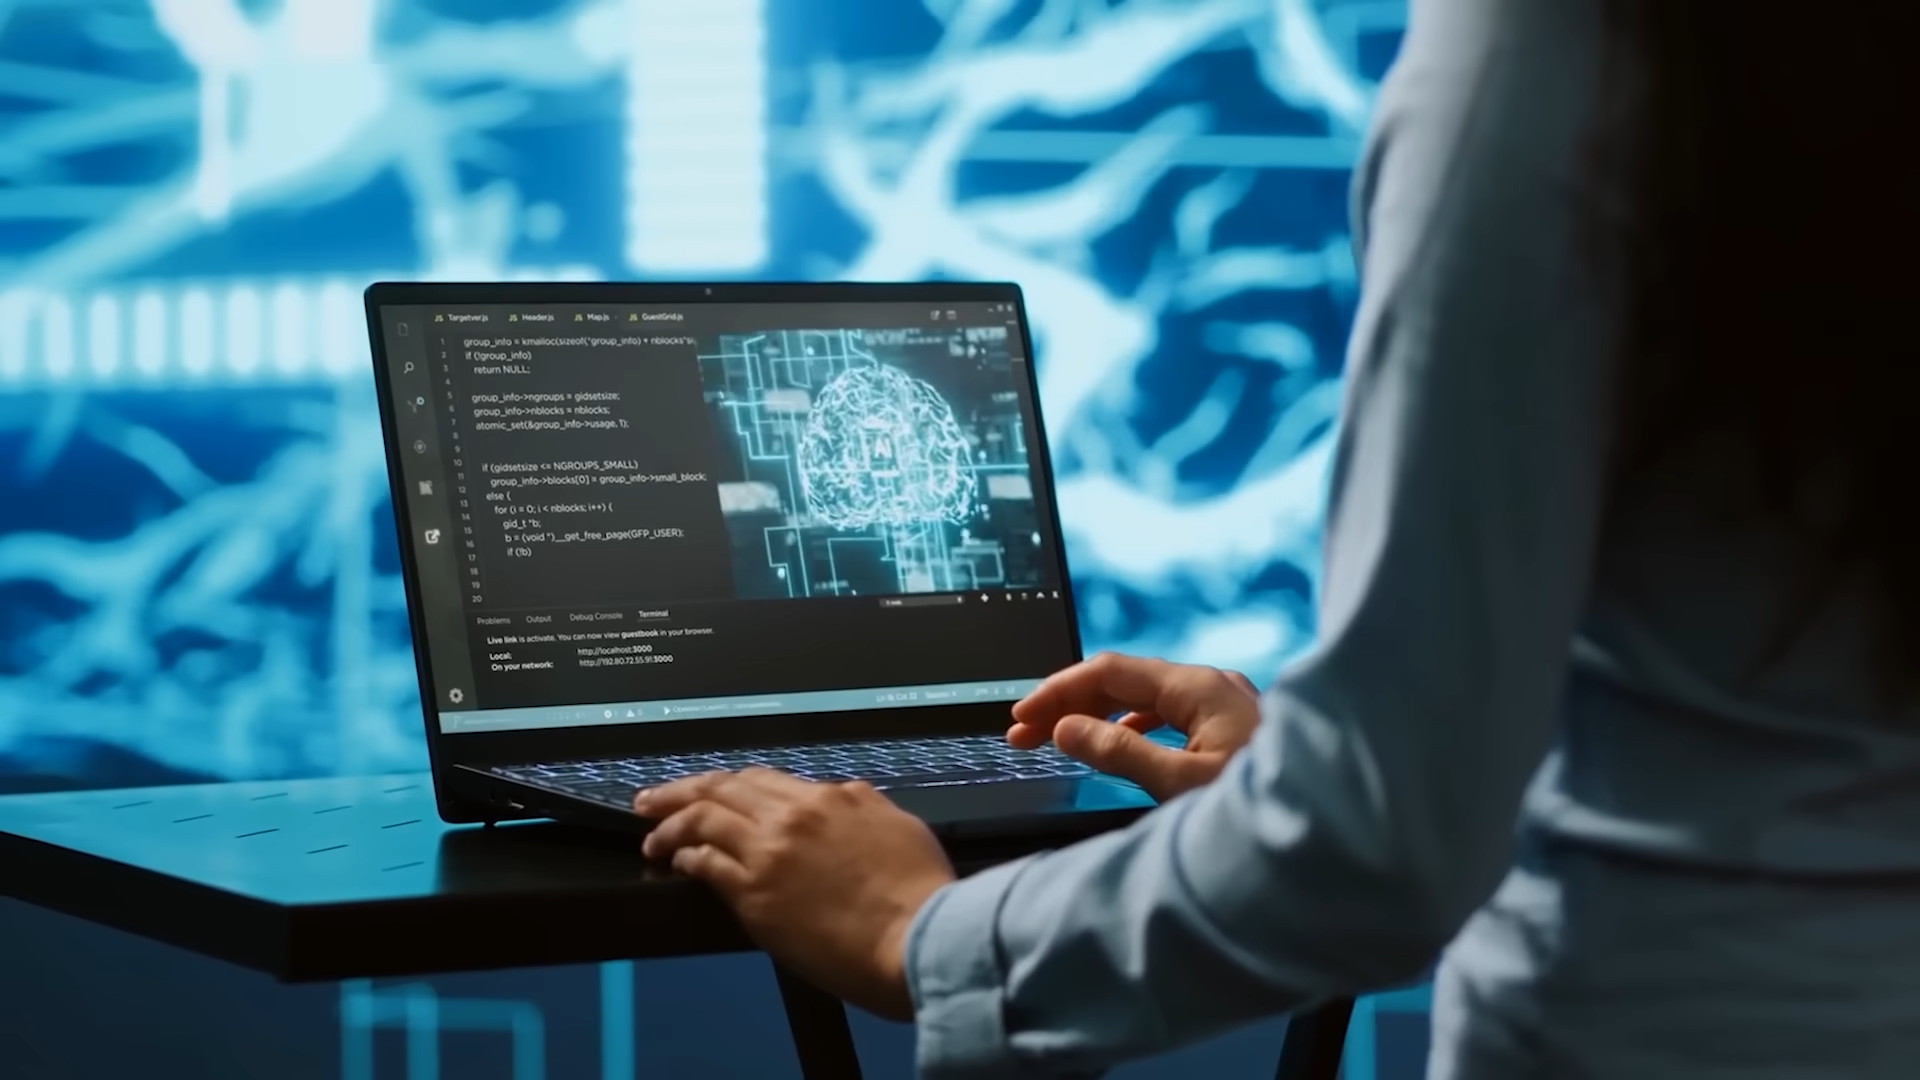 JS Targetver.js JS Header.js JS Map.js JS GuestGrid.js
1 group_info = kmalloc(sizeof(*group_info) + nblocks*si
2 if (!group_info)
3 return NULL;
4
5 group_info->ngroups = gidsetsize;
6 group_info->nblocks = nblocks;
7 atomic_set(&group_info->usage, 1);
8
9
10 if (gidsetsize <= NGROUPS_SMALL)
11 group_info->blocks[0] = group_info->small_block;
12 else {
13 for (i = 0; i < nblocks; i++) {
14 gid_t *b;
15 b = (void *)__get_free_page(GFP_USER);
16 if (!b)
17
18
19
20
AI
Problems Output Debug Console Terminal
Live link is activate. You can now view guestbook in your browser.
Local: http://localhost:3000
On your network: http://192.80.72.55.91:3000